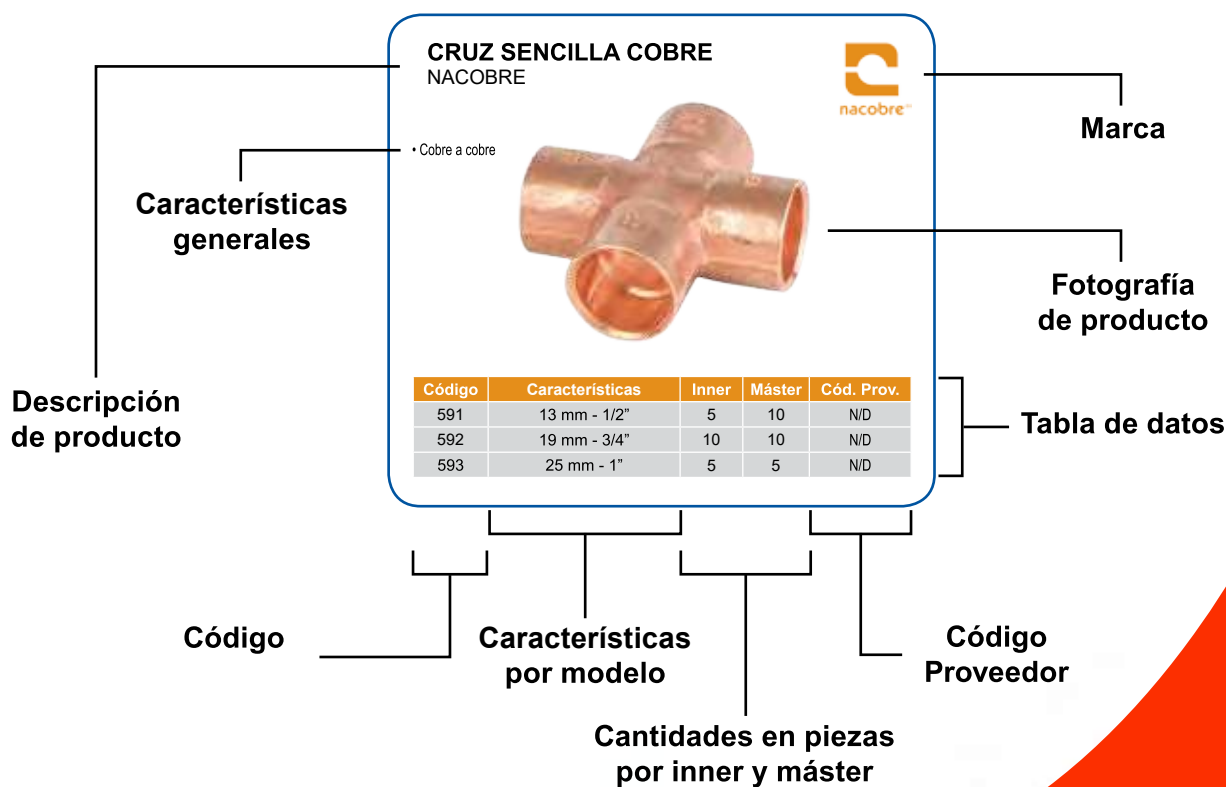 CRUZ SENCILLA COBRE
NACOBRE
nacobre
Marca
• Cobre a cobre
Características
generales
Fotografía
de producto
Descripción
de producto
Código Características Inner Máster Cód. Prov.
591 13 mm - 1/2” 5 10 N/D
592 19 mm - 3/4” 10 10 N/D
593 25 mm - 1” 5 5 N/D
Tabla de datos
Código
Características
por modelo
Código
Proveedor
Cantidades en piezas
por inner y máster